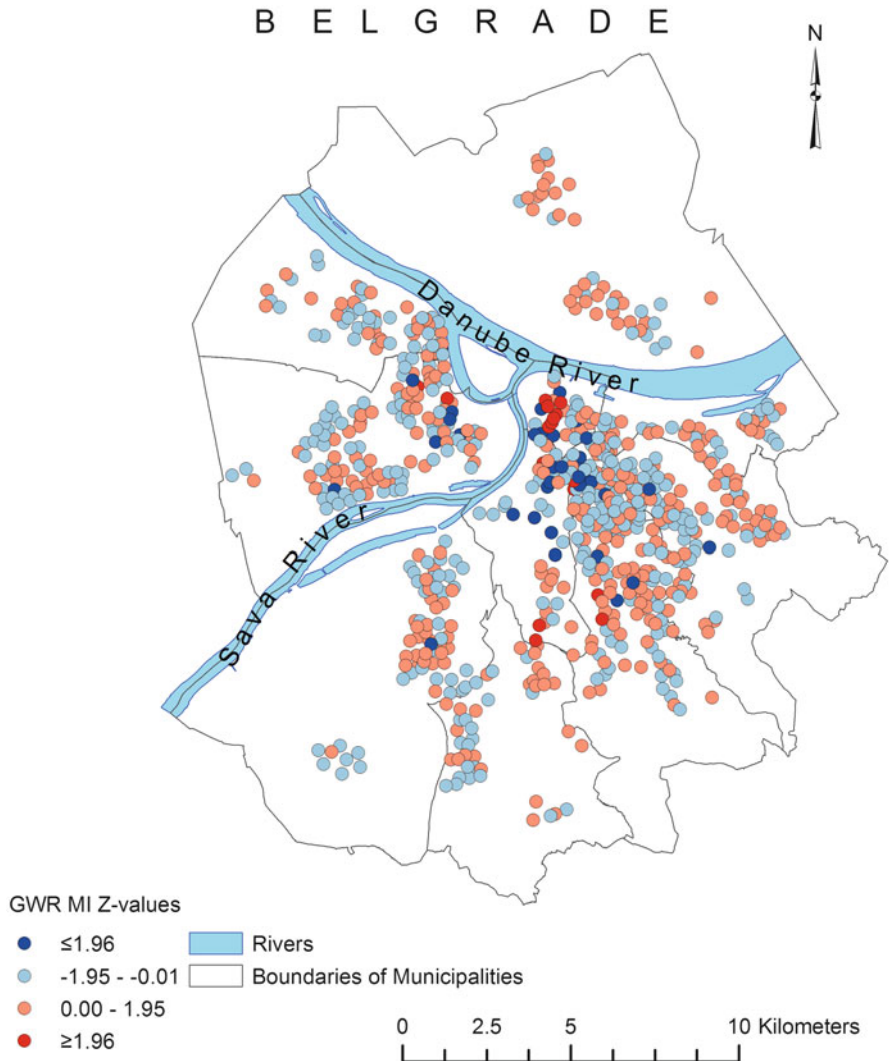 BELGRADE
N
Danube River
Sava River
GWR MI Z-values
≤1.96
-1.95 - -0.01
0.00 - 1.95
≥1.96
Rivers
Boundaries of Municipalities
0 2.5 5 10 Kilometers